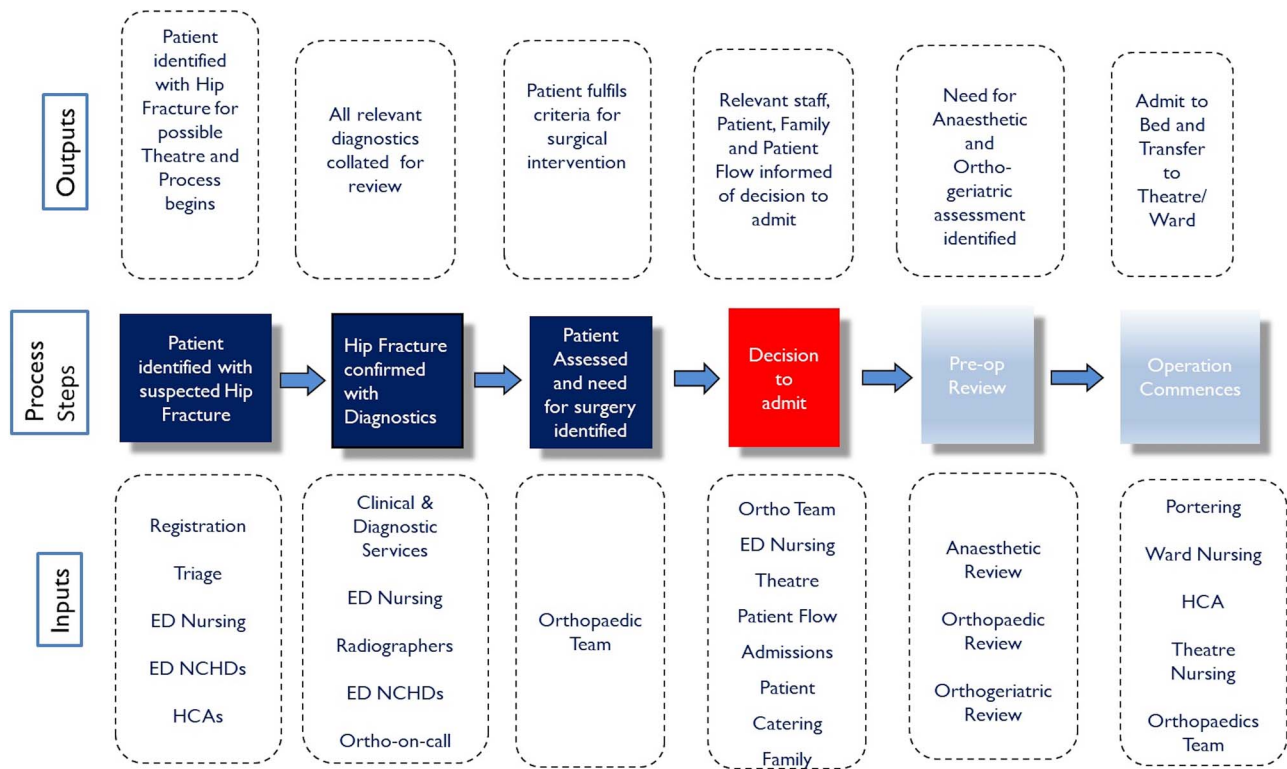 Outputs
Patient
identified
with Hip
Fracture for
possible
Theatre and
Process
begins
All relevant
diagnostics
collated for
review
Patient fulfils
criteria for
surgical
intervention
Relevant staff,
Patient, Family
and Patient
Flow informed
of decision to
admit
Need for
Anaesthetic
and
Ortho-
geriatric
assessment
identified
Admit to
Bed and
Transfer
to
Theatre/
Ward
Process
Steps
Patient
identified with
suspected Hip
Fracture
Hip Fracture
confirmed
with
Diagnostics
Patient
Assessed
and need
for surgery
identified
Decision
to
admit
Pre-op
Review
Operation
Commences
Inputs
Registration
Triage
ED Nursing
ED NCHDs
HCAs
Clinical &
Diagnostic
Services
ED Nursing
Radiographers
ED NCHDs
Ortho-on-call
Orthopaedic
Team
Ortho Team
ED Nursing
Theatre
Patient Flow
Admissions
Patient
Catering
Family
Anaesthetic
Review
Orthopaedic
Review
Orthogeriatric
Review
Portering
Ward Nursing
HCA
Theatre
Nursing
Orthopaedics
Team